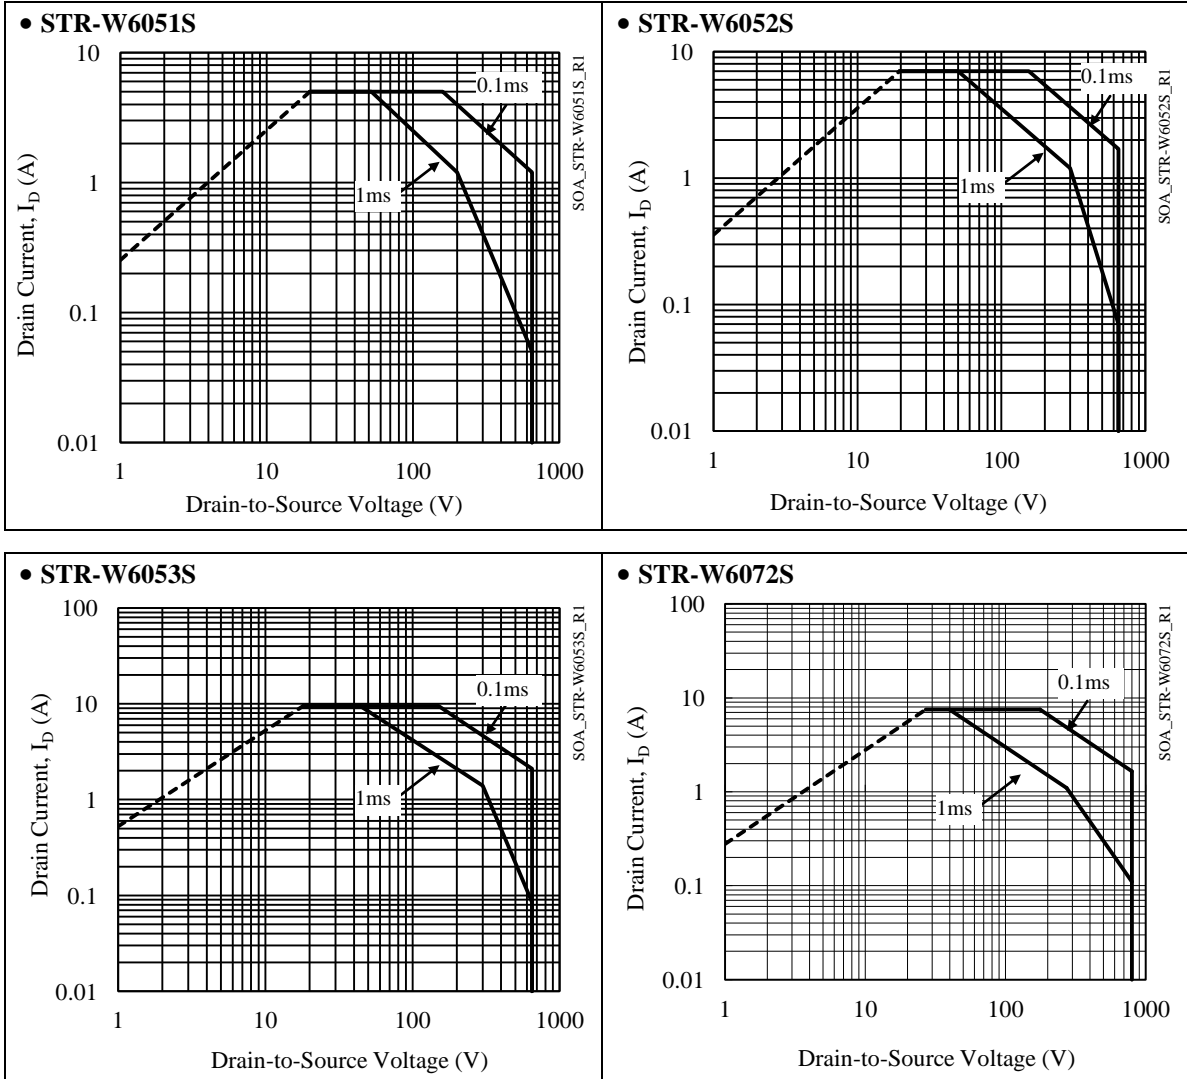 • STR-W6051S
10
1
0.1
0.01
1 10 100 1000
Drain-to-Source Voltage (V)
Drain Current, I_D (A)
0.1ms
1ms
SOA_STR-W6051S_R1
• STR-W6052S
10
1
0.1
0.01
1 10 100 1000
Drain-to-Source Voltage (V)
Drain Current, I_D (A)
0.1ms
1ms
SOA_STR-W6052S_R1
• STR-W6053S
100
10
1
0.1
0.01
1 10 100 1000
Drain-to-Source Voltage (V)
Drain Current, I_D (A)
0.1ms
1ms
SOA_STR-W6053S_R1
• STR-W6072S
100
10
1
0.1
0.01
1 10 100 1000
Drain-to-Source Voltage (V)
Drain Current, I_D (A)
0.1ms
1ms
SOA_STR-W6072S_R1